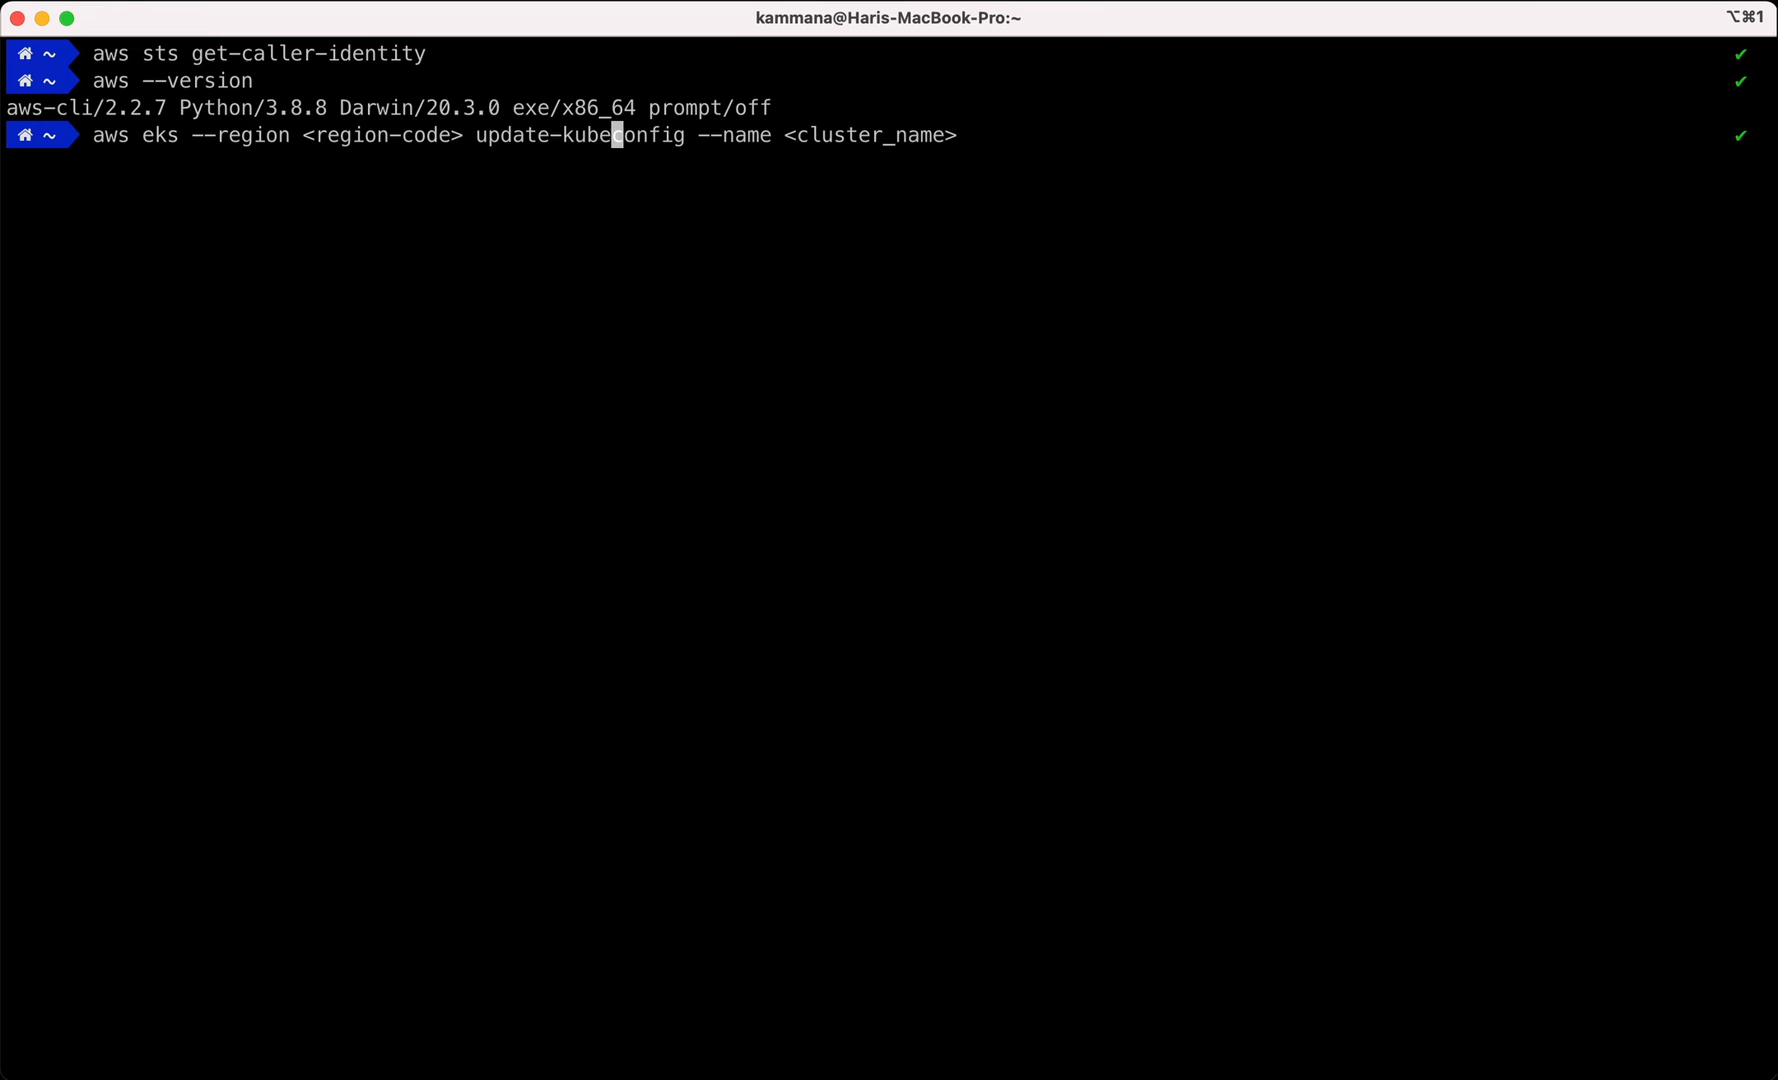 kammana@Haris-MacBook-Pro:~
⌥⌘1
~ aws sts get-caller-identity ✔
~ aws --version ✔
aws-cli/2.2.7 Python/3.8.8 Darwin/20.3.0 exe/x86_64 prompt/off
~ aws eks --region <region-code> update-kubeconfig --name <cluster_name> ✔